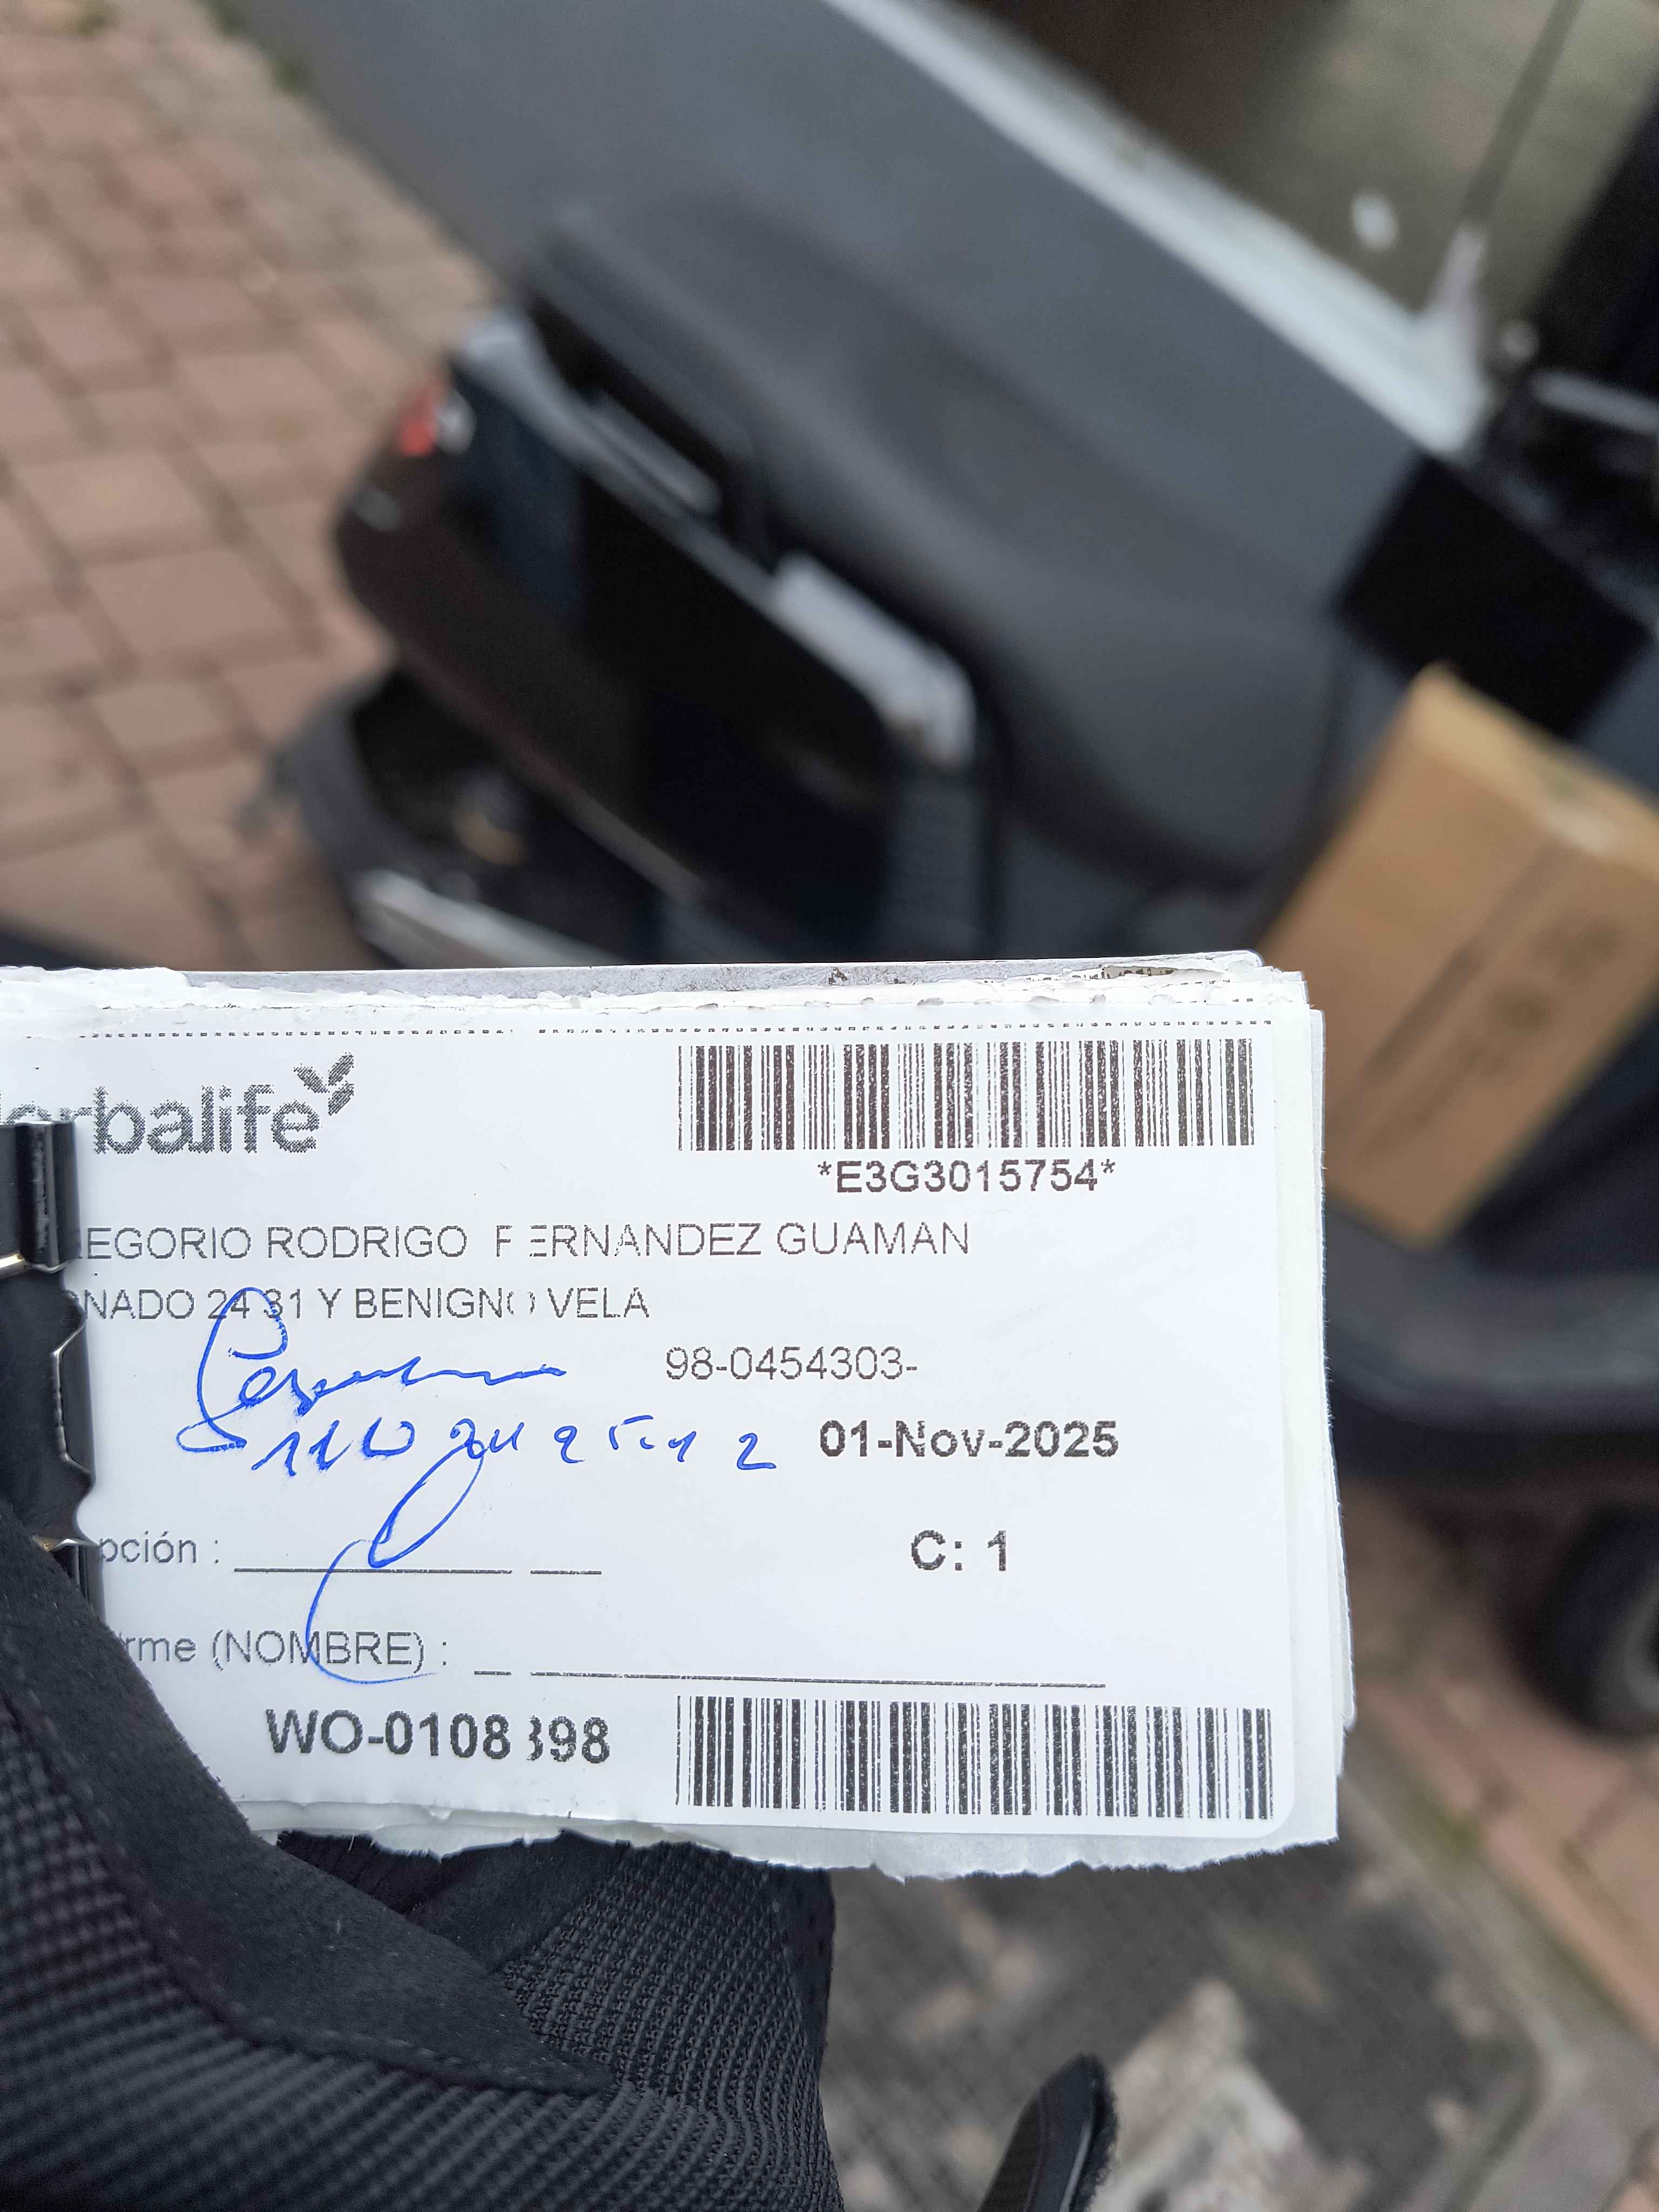 erbalife
*E3G3015754*
EGORIO RODRIGO FERNANDEZ GUAMAN
NADO 24 31 Y BENIGNO VELA
98-0454303-
01-Nov-2025
pción :
C: 1
rme (NOMBRE) :
WO-0108398